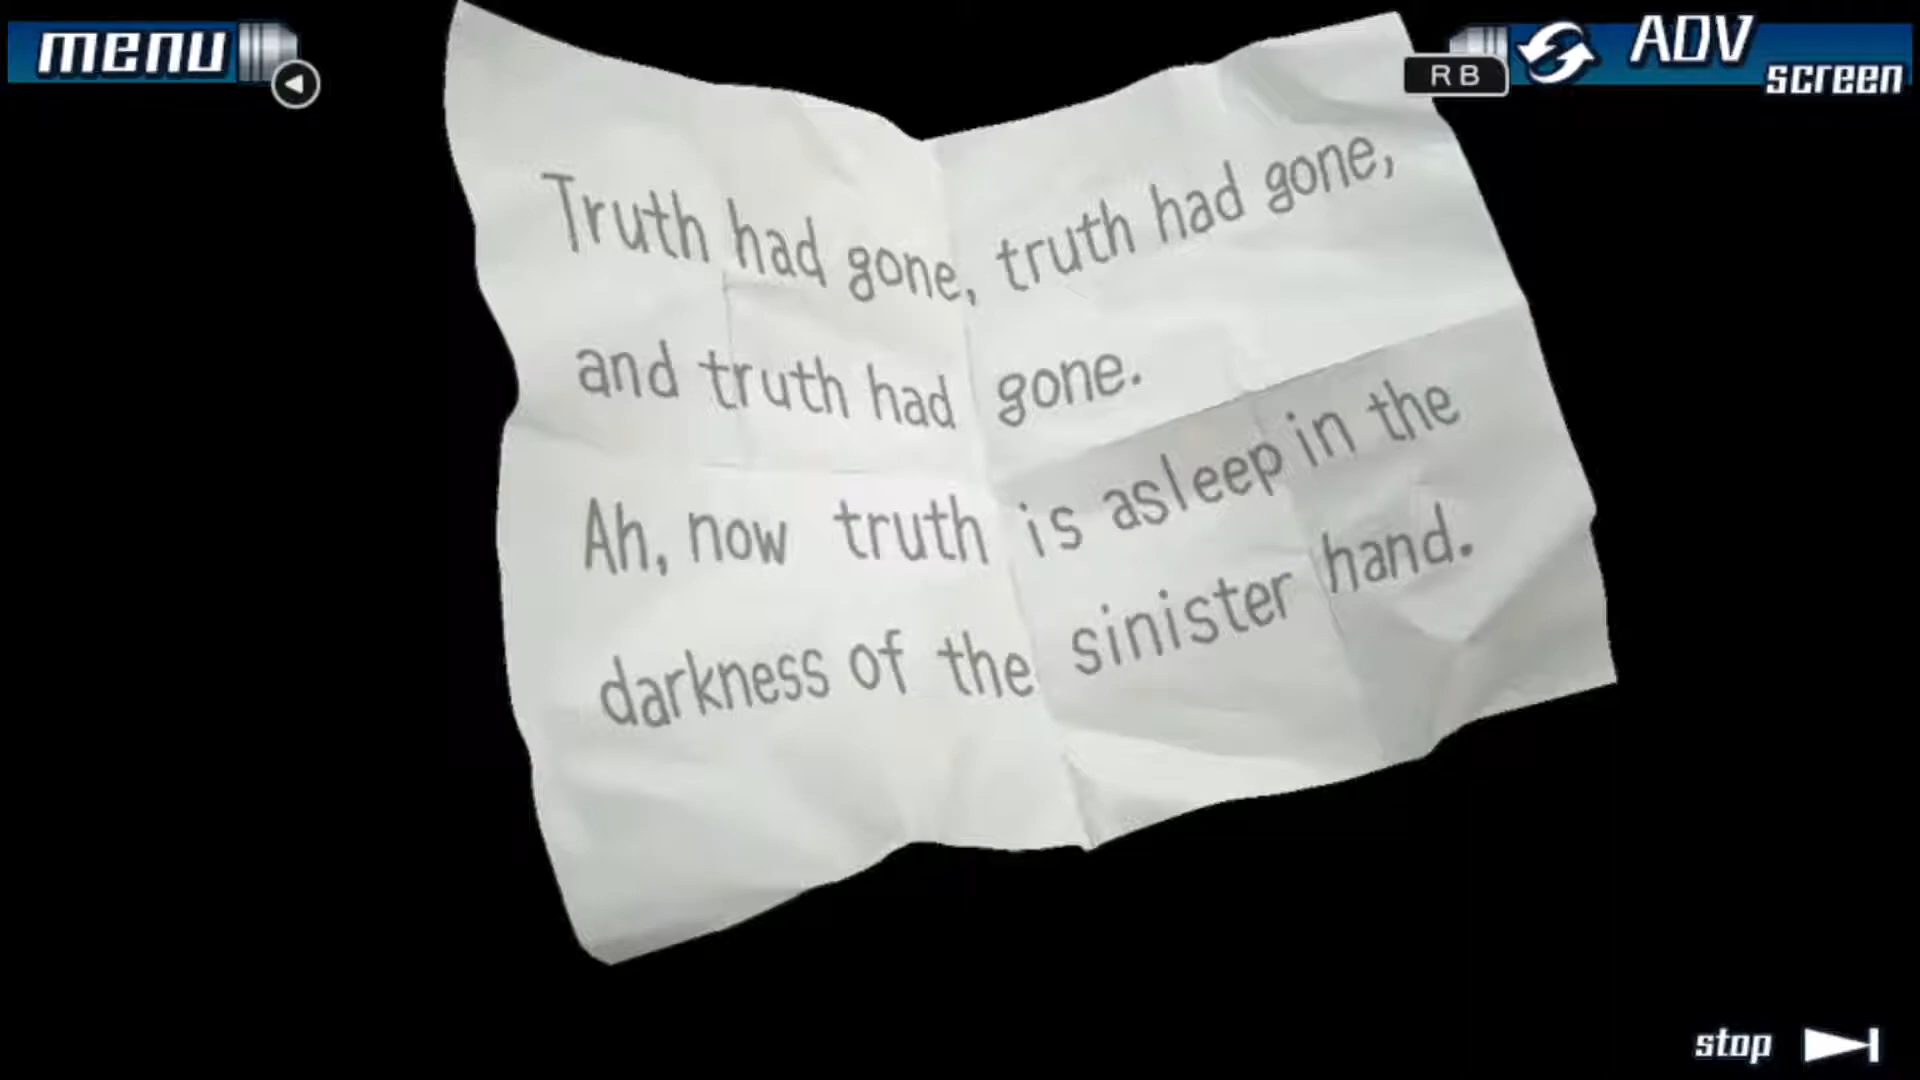 menu
RB
ADV
screen
Truth had gone, truth had gone,
and truth had gone.
Ah, now truth is asleep in the
darkness of the sinister hand.
stop